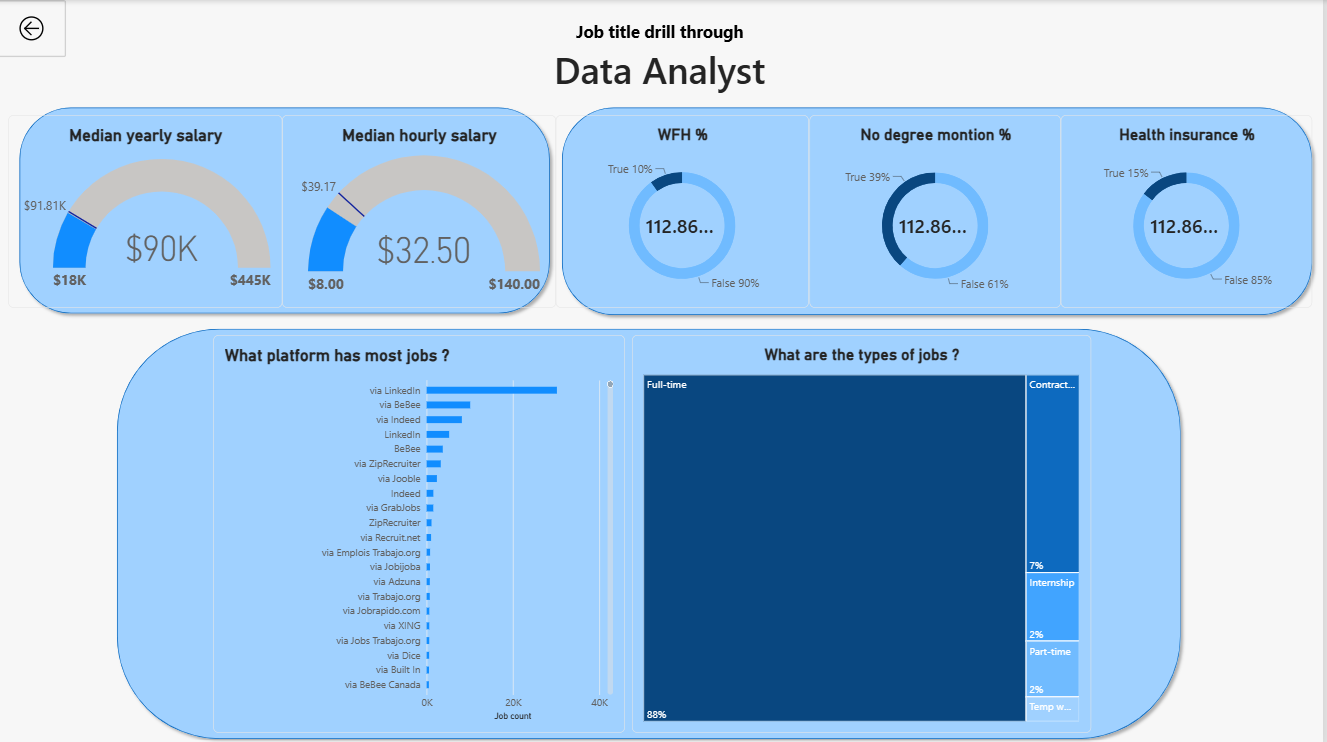 Job title drill through
Data Analyst
Median yearly salary
$91.81K
$90K
$18K
$445K
Median hourly salary
$39.17
$32.50
$8.00
$140.00
WFH %
True 10%
112.86...
False 90%
No degree montion %
True 39%
112.86...
False 61%
Health insurance %
True 15%
112.86...
False 85%
What platform has most jobs ?
via LinkedIn
via BeBee
via Indeed
LinkedIn
BeBee
via ZipRecruiter
via Jooble
Indeed
via GrabJobs
ZipRecruiter
via Recruit.net
via Emplois Trabajo.org
via Jobijoba
via Adzuna
via Trabajo.org
via Jobrapido.com
via XING
via Jobs Trabajo.org
via Dice
via Built In
via BeBee Canada
0K
20K
40K
Job count
What are the types of jobs ?
Full-time
88%
Contract...
7%
Internship
2%
Part-time
2%
Temp w...